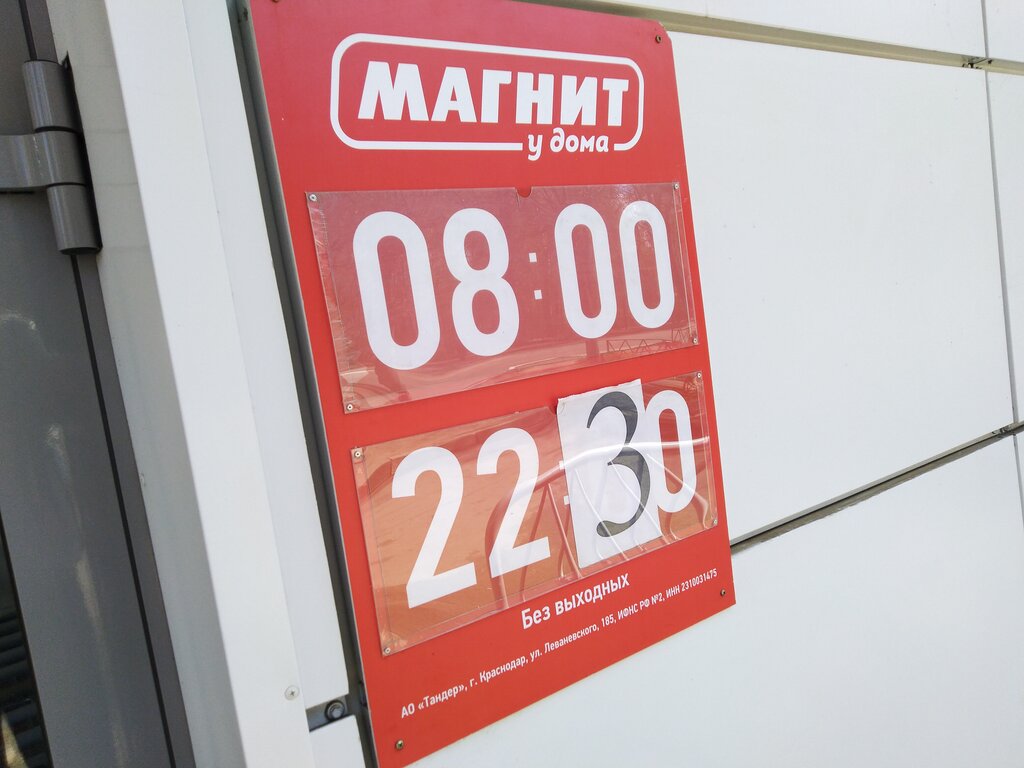 МАГНИТ
у дома
08:00
22:30
Без выходных
АО «Тандер», г. Краснодар, ул. Леваневского, 185, ИФНС РФ №2, ИНН 2310031475